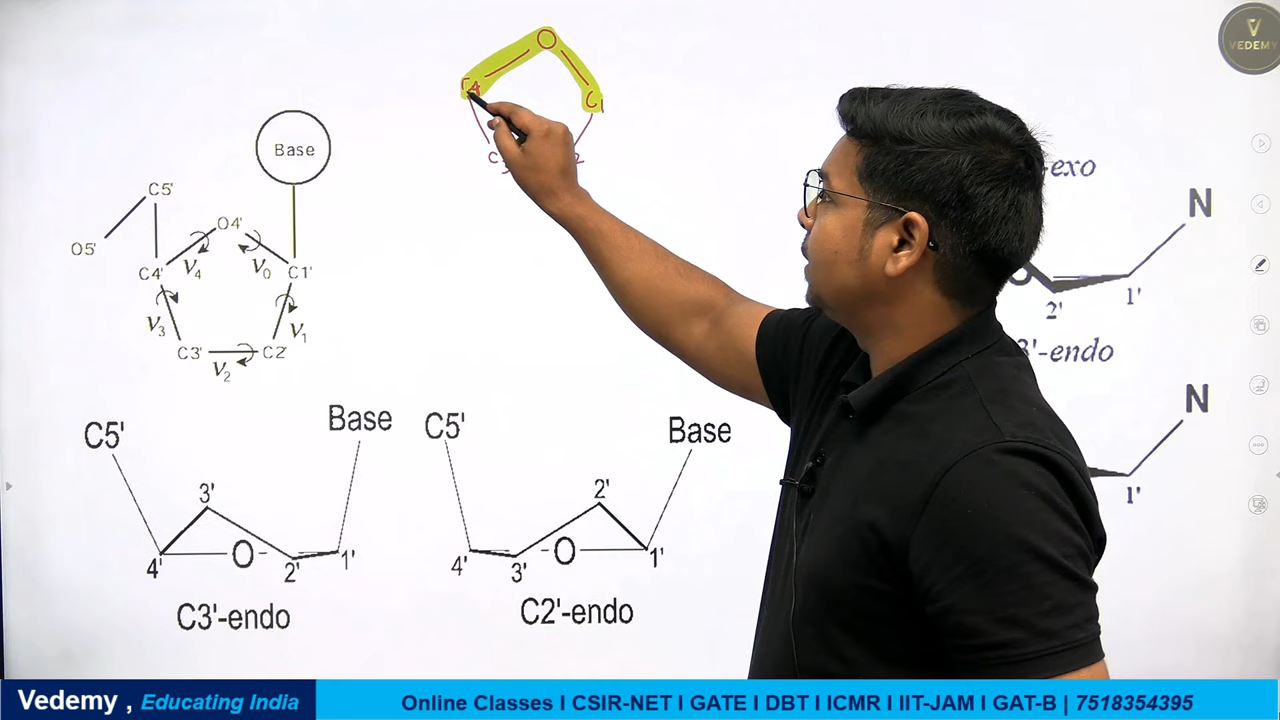 V
VEDEMY
O
C4
C1
C3
2
Base
C5'
O5'
O4'
C4'
C1'
ν4
ν0
ν3
ν1
C3'
C2'
ν2
-exo
N
2'
1'
3'-endo
N
1'
C5'
Base
3'
O
4'
2'
1'
C3'-endo
C5'
Base
2'
O
4'
3'
1'
C2'-endo
Vedemy , Educating India
Online Classes I CSIR-NET I GATE I DBT I ICMR I IIT-JAM I GAT-B | 7518354395